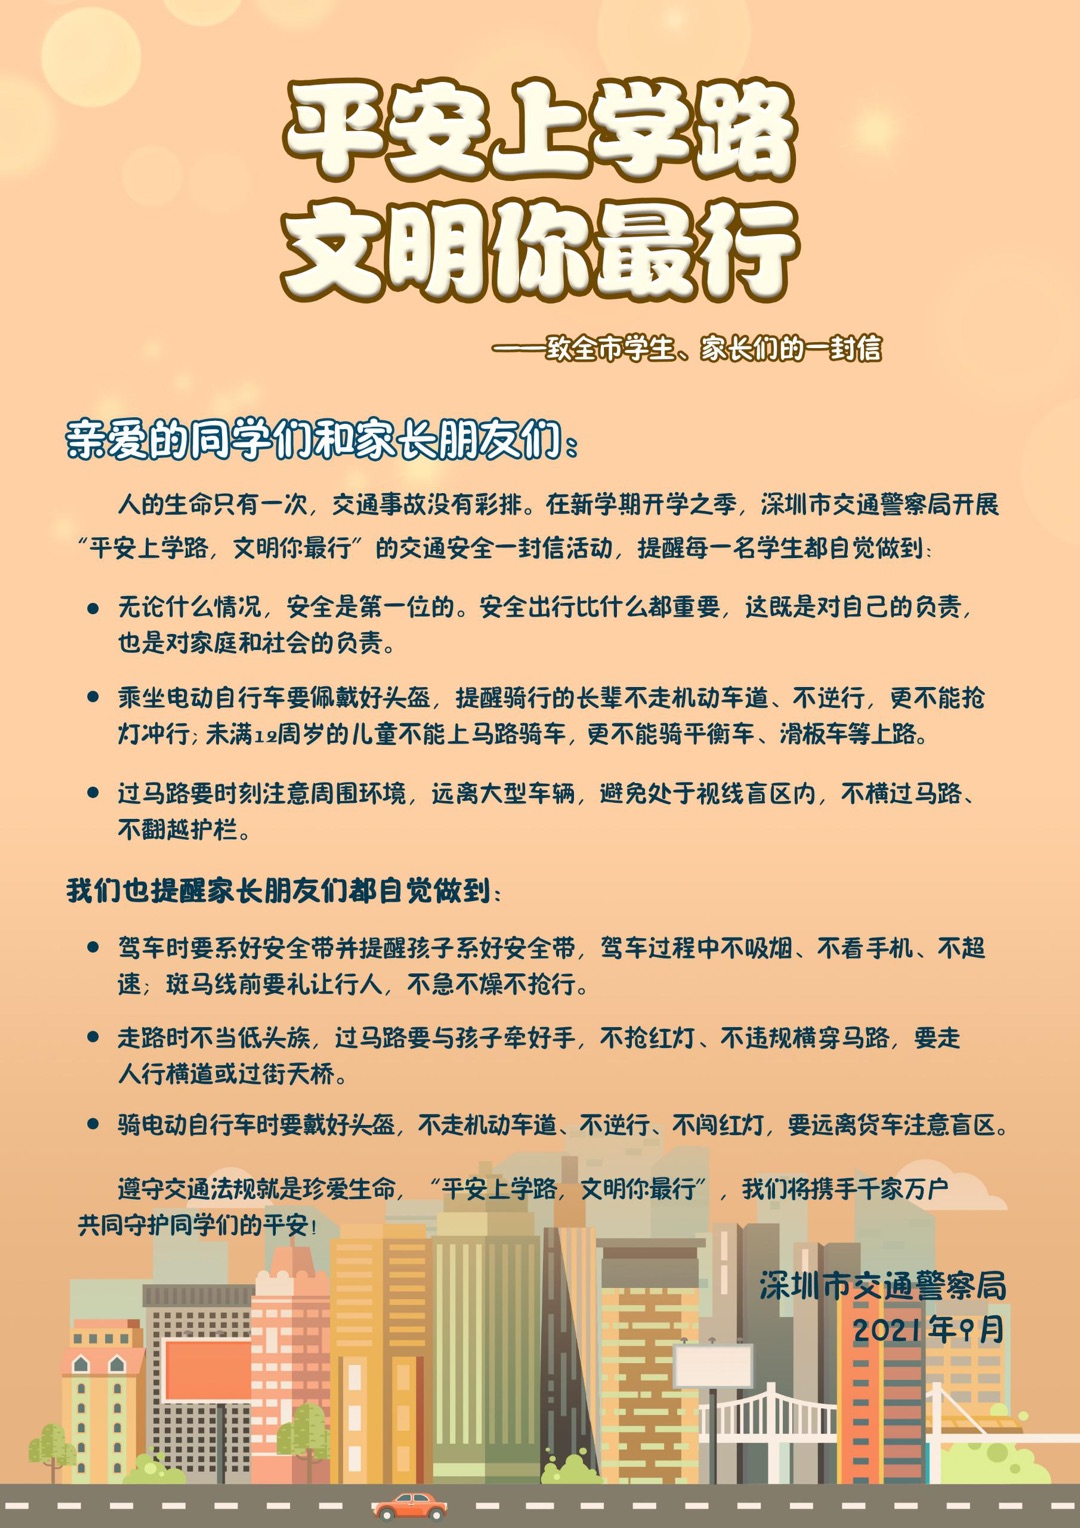 平安上学路
文明你最行
——致全市学生、家长们的一封信
亲爱的同学们和家长朋友们：
人的生命只有一次，交通事故没有彩排。在新学期开学之季，深圳市交通警察局开展
“平安上学路，文明你最行”的交通安全一封信活动，提醒每一名学生都自觉做到：
● 无论什么情况，安全是第一位的。安全出行比什么都重要，这既是对自己的负责，
也是对家庭和社会的负责。
● 乘坐电动自行车要佩戴好头盔，提醒骑行的长辈不走机动车道、不逆行，更不能抢
灯冲行；未满12周岁的儿童不能上马路骑车，更不能骑平衡车、滑板车等上路。
● 过马路要时刻注意周围环境，远离大型车辆，避免处于视线盲区内，不横过马路、
不翻越护栏。
我们也提醒家长朋友们都自觉做到：
● 驾车时要系好安全带并提醒孩子系好安全带，驾车过程中不吸烟、不看手机、不超
速；斑马线前要礼让行人，不急不燥不抢行。
● 走路时不当低头族，过马路要与孩子牵好手，不抢红灯、不违规横穿马路，要走
人行横道或过街天桥。
● 骑电动自行车时要戴好头盔，不走机动车道、不逆行、不闯红灯，要远离货车注意盲区。
遵守交通法规就是珍爱生命，“平安上学路，文明你最行”，我们将携手千家万户
共同守护同学们的平安！
深圳市交通警察局
2021年9月